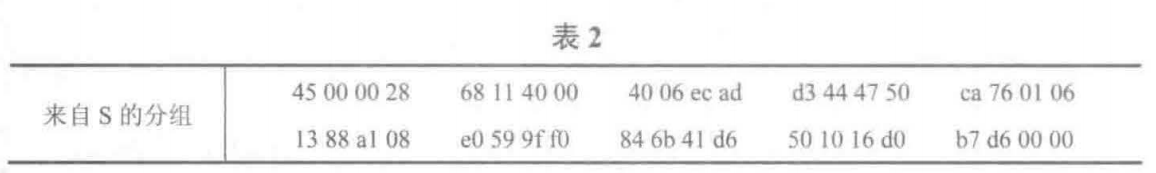 表 2
来自 S 的分组
45 00 00 28 68 11 40 00 40 06 ec ad d3 44 47 50 ca 76 01 06
13 88 a1 08 e0 59 9f f0 84 6b 41 d6 50 10 16 d0 b7 d6 00 00